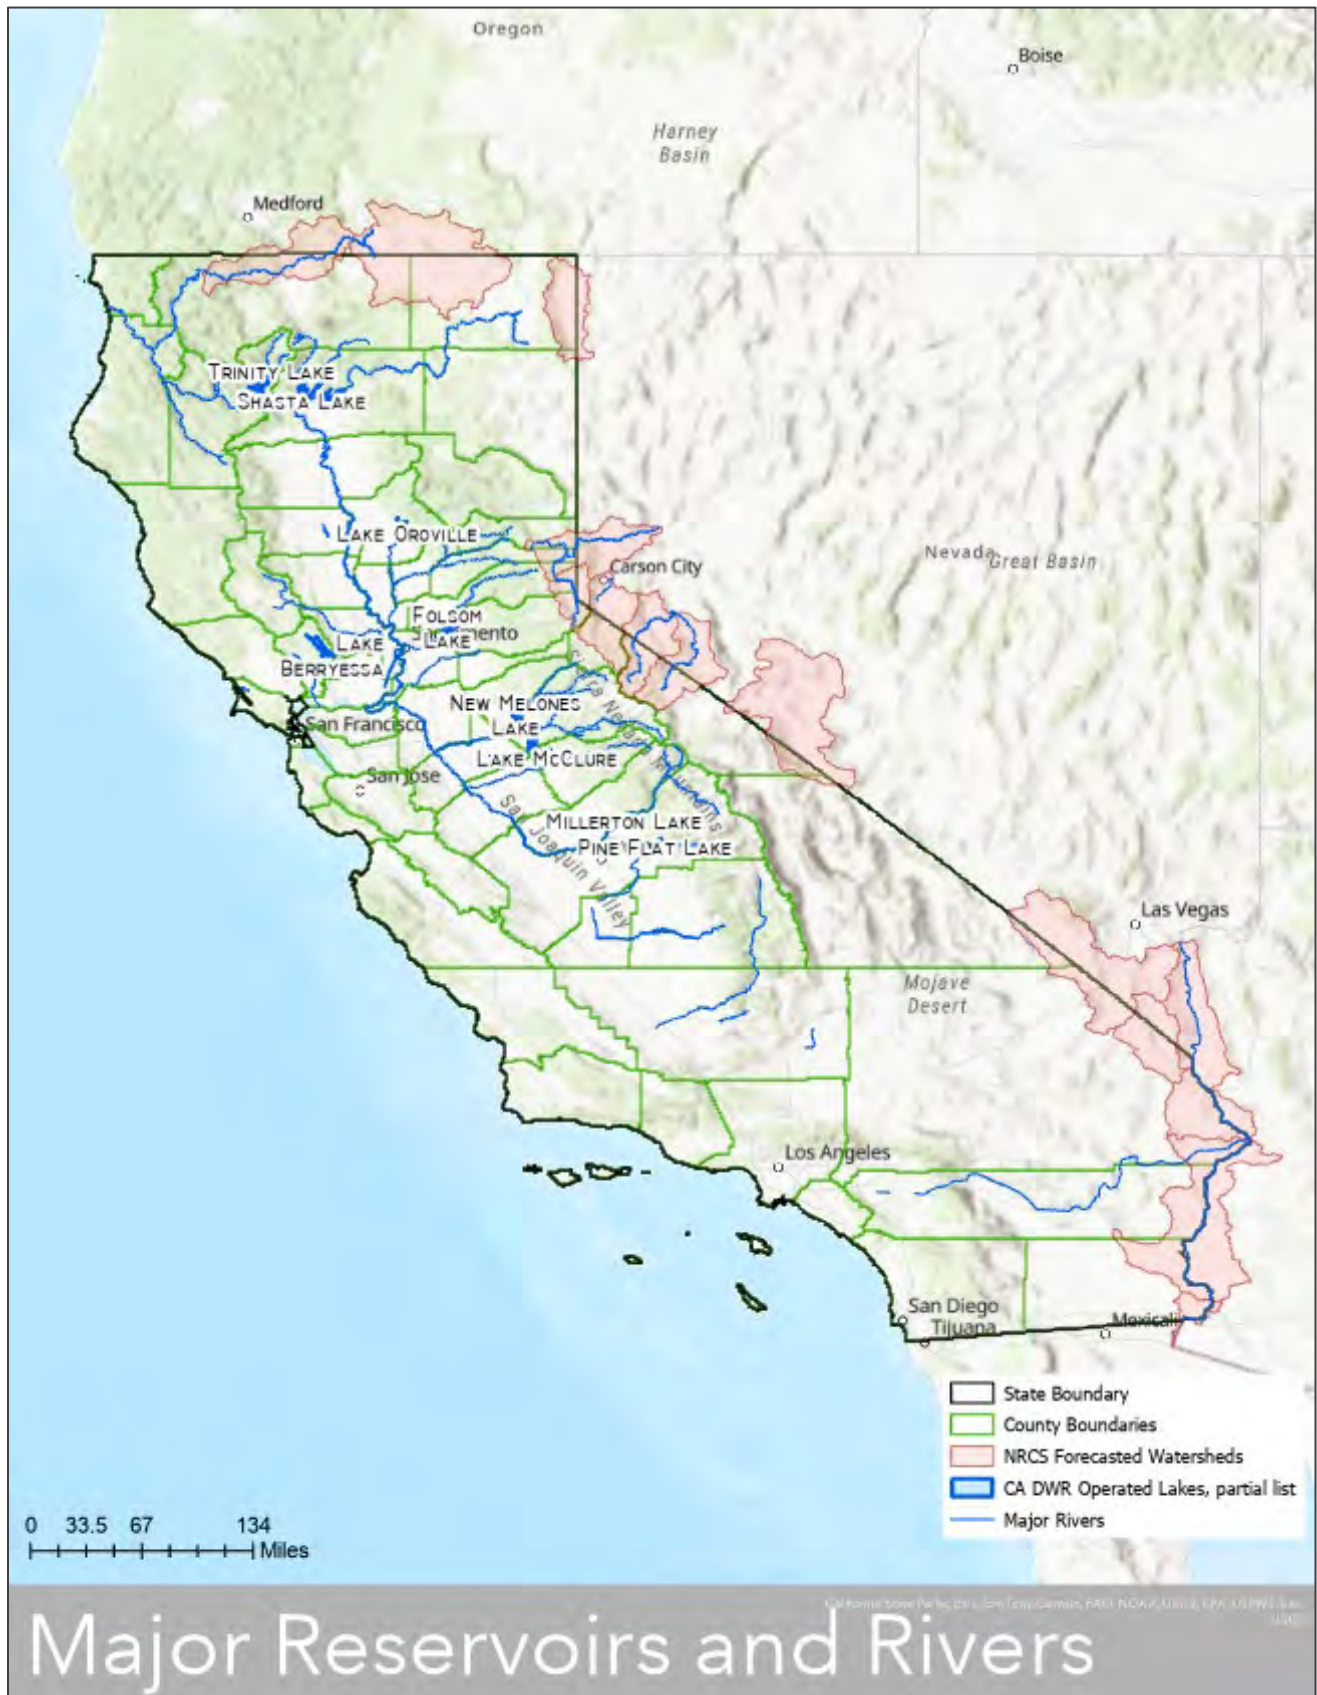 Oregon
Boise
Harney
Basin
Medford
TRINITY LAKE
SHASTA LAKE
LAKE OROVILLE
Nevada
Great Basin
Carson City
FOLSOM
LAKE
LAKE
BERRYESSA
NEW MELONES
LAKE
San Francisco
LAKE MCCLURE
San Jose
Sierra Nevada Mountains
MILLERTON LAKE
San Joaquin Valley
PINE FLAT LAKE
Las Vegas
Mojave
Desert
Los Angeles
San Diego
Tijuana
Mexicali
State Boundary
County Boundaries
NRCS Forecasted Watersheds
CA DWR Operated Lakes, partial list
Major Rivers
0 33.5 67 134
Miles
Major Reservoirs and Rivers